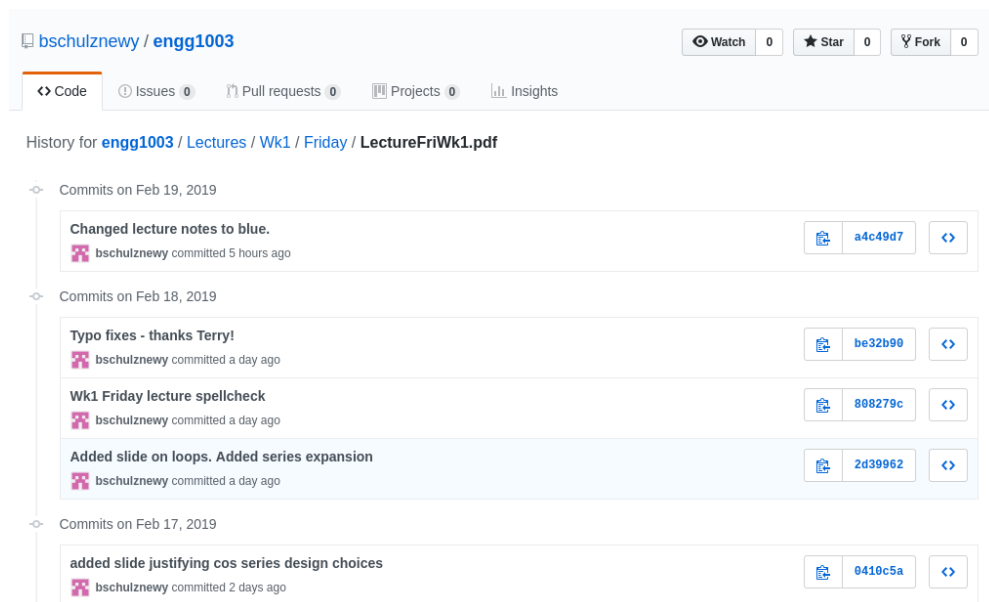 bschulznewy / engg1003
Watch 0 Star 0 Fork 0
Code Issues 0 Pull requests 0 Projects 0 Insights
History for engg1003 / Lectures / Wk1 / Friday / LectureFriWk1.pdf
Commits on Feb 19, 2019
Changed lecture notes to blue.
a4c49d7
bschulznewy committed 5 hours ago
Commits on Feb 18, 2019
Typo fixes - thanks Terry!
be32b90
bschulznewy committed a day ago
Wk1 Friday lecture spellcheck
808279c
bschulznewy committed a day ago
Added slide on loops. Added series expansion
2d39962
bschulznewy committed a day ago
Commits on Feb 17, 2019
added slide justifying cos series design choices
0410c5a
bschulznewy committed 2 days ago